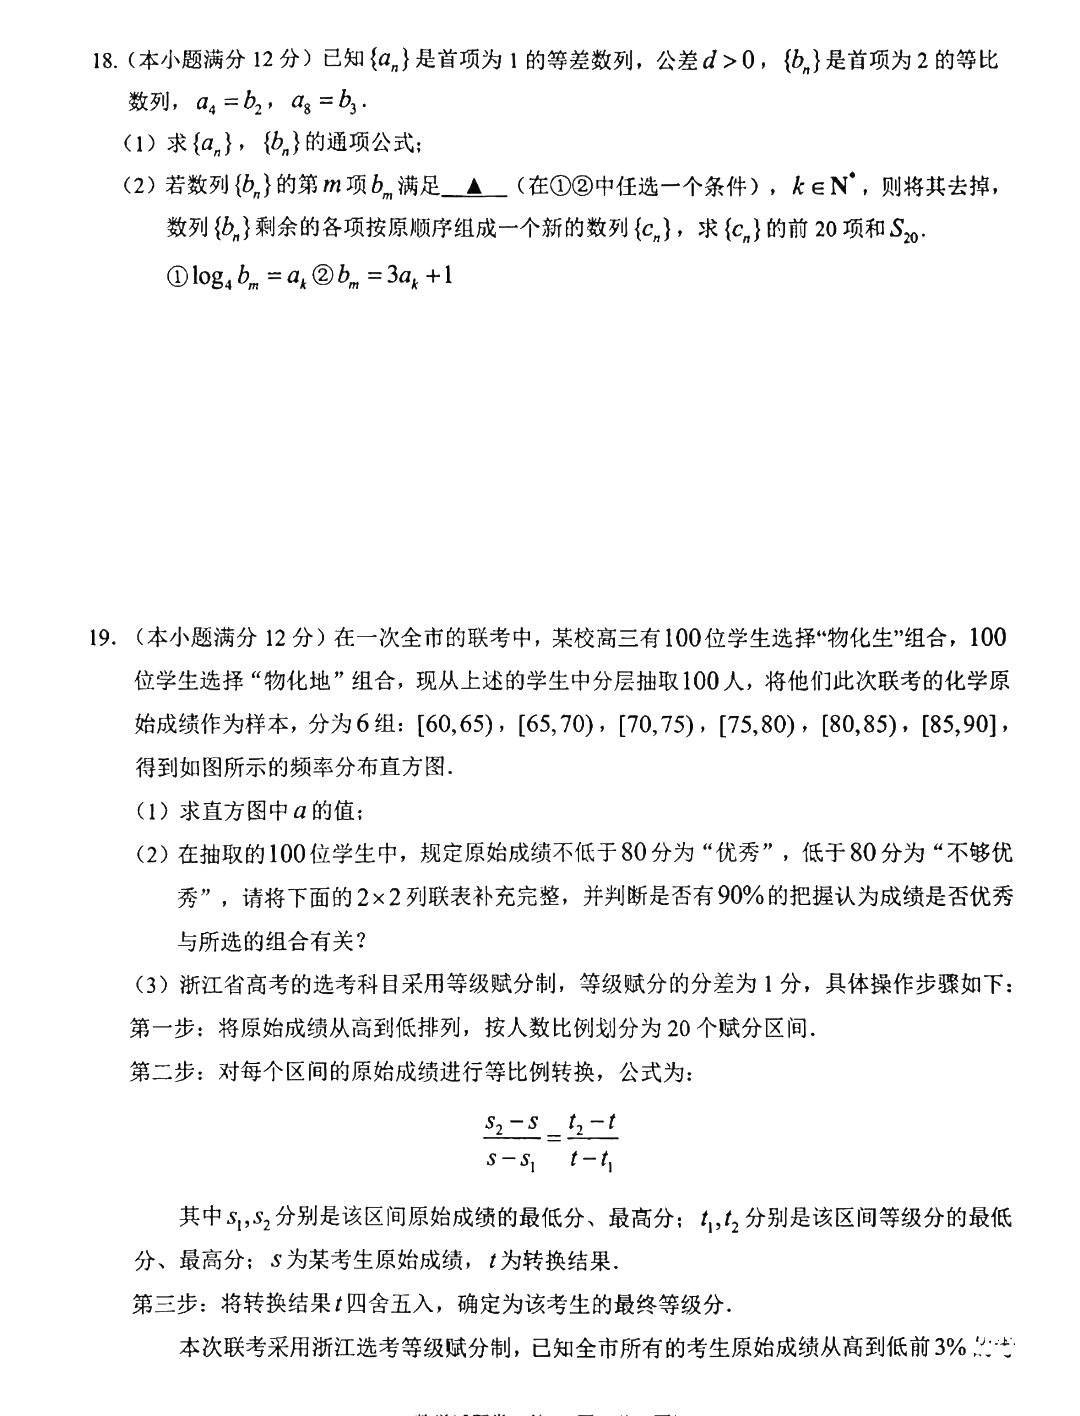 18.（本小题满分 12 分）已知{aₙ}是首项为 1 的等差数列，公差 d > 0，{bₙ}是首项为 2 的等比
数列，a₄ = b₂，a₈ = b₃.
（1）求{aₙ}，{bₙ}的通项公式；
（2）若数列{bₙ}的第 m 项 bₘ 满足__▲__（在①②中任选一个条件），k∈N*，则将其去掉，
数列{bₙ}剩余的各项按原顺序组成一个新的数列{cₙ}，求{cₙ}的前 20 项和 S₂₀.
①log₄ bₘ = aₖ ②bₘ = 3aₖ + 1
19.（本小题满分 12 分）在一次全市的联考中，某校高三有100位学生选择“物化生”组合，100
位学生选择“物化地”组合，现从上述的学生中分层抽取100人，将他们此次联考的化学原
始成绩作为样本，分为6组：[60,65)，[65,70)，[70,75)，[75,80)，[80,85)，[85,90]，
得到如图所示的频率分布直方图.
（1）求直方图中 a 的值；
（2）在抽取的100位学生中，规定原始成绩不低于80分为“优秀”，低于80分为“不够优
秀”，请将下面的2×2列联表补充完整，并判断是否有90%的把握认为成绩是否优秀
与所选的组合有关？
（3）浙江省高考的选考科目采用等级赋分制，等级赋分的分差为 1 分，具体操作步骤如下：
第一步：将原始成绩从高到低排列，按人数比例划分为 20 个赋分区间.
第二步：对每个区间的原始成绩进行等比例转换，公式为：
(s₂−s)/(s−s₁) = (t₂−t)/(t−t₁)
其中 s₁,s₂ 分别是该区间原始成绩的最低分、最高分；t₁,t₂ 分别是该区间等级分的最低
分、最高分；s 为某考生原始成绩，t 为转换结果.
第三步：将转换结果 t 四舍五入，确定为该考生的最终等级分.
本次联考采用浙江选考等级赋分制，已知全市所有的考生原始成绩从高到低前 3%